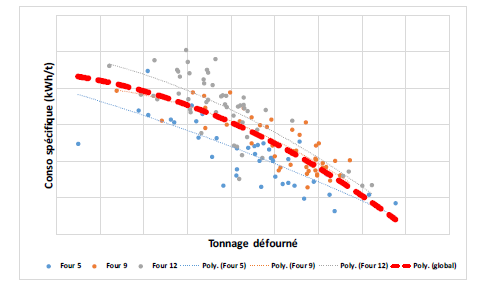 Conso spécifique (kWh/t)
Tonnage défourné
Four 5 Four 9 Four 12 Poly. (Four 5) Poly. (Four 9) Poly. (Four 12) Poly. (global)